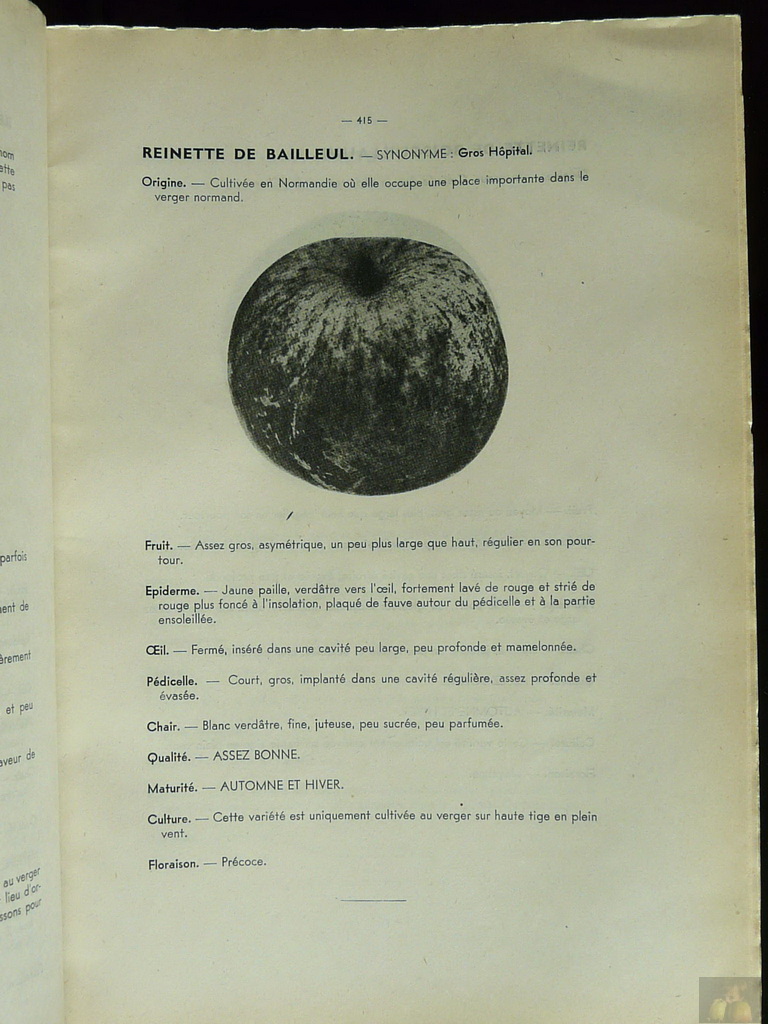 — 415 —
REINETTE DE BAILLEUL. — SYNONYME : Gros Hôpital.
Origine. — Cultivée en Normandie où elle occupe une place importante dans le
verger normand.
Fruit. — Assez gros, asymétrique, un peu plus large que haut, régulier en son pour-
tour.
Epiderme. — Jaune paille, verdâtre vers l'œil, fortement lavé de rouge et strié de
rouge plus foncé à l'insolation, plaqué de fauve autour du pédicelle et à la partie
ensoleillée.
Œil. — Fermé, inséré dans une cavité peu large, peu profonde et mamelonnée.
Pédicelle. — Court, gros, implanté dans une cavité régulière, assez profonde et
évasée.
Chair. — Blanc verdâtre, fine, juteuse, peu sucrée, peu parfumée.
Qualité. — ASSEZ BONNE.
Maturité. — AUTOMNE ET HIVER.
Culture. — Cette variété est uniquement cultivée au verger sur haute tige en plein
vent.
Floraison. — Précoce.
pas
parfois
et peu
au verger